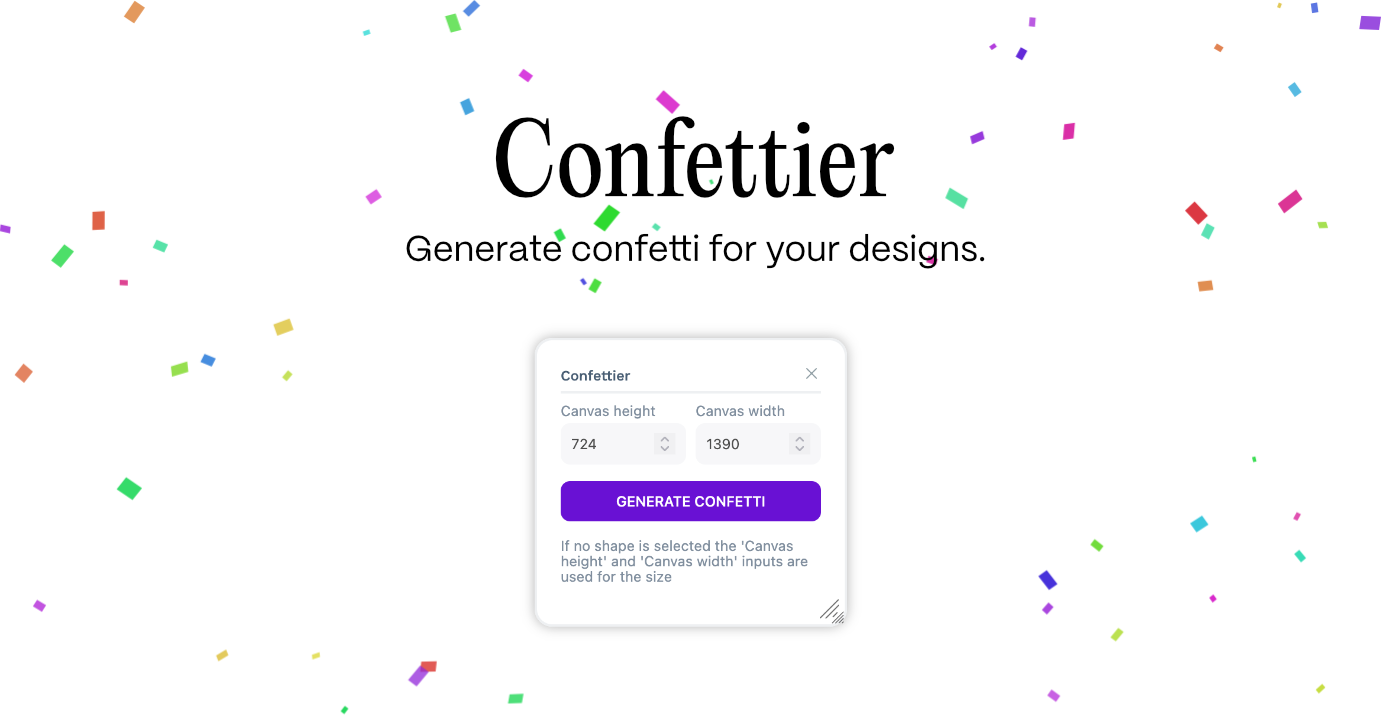 Confettier
Generate confetti for your designs.
Confettier
Canvas height Canvas width
724 1390
GENERATE CONFETTI
If no shape is selected the 'Canvas
height' and 'Canvas width' inputs are
used for the size